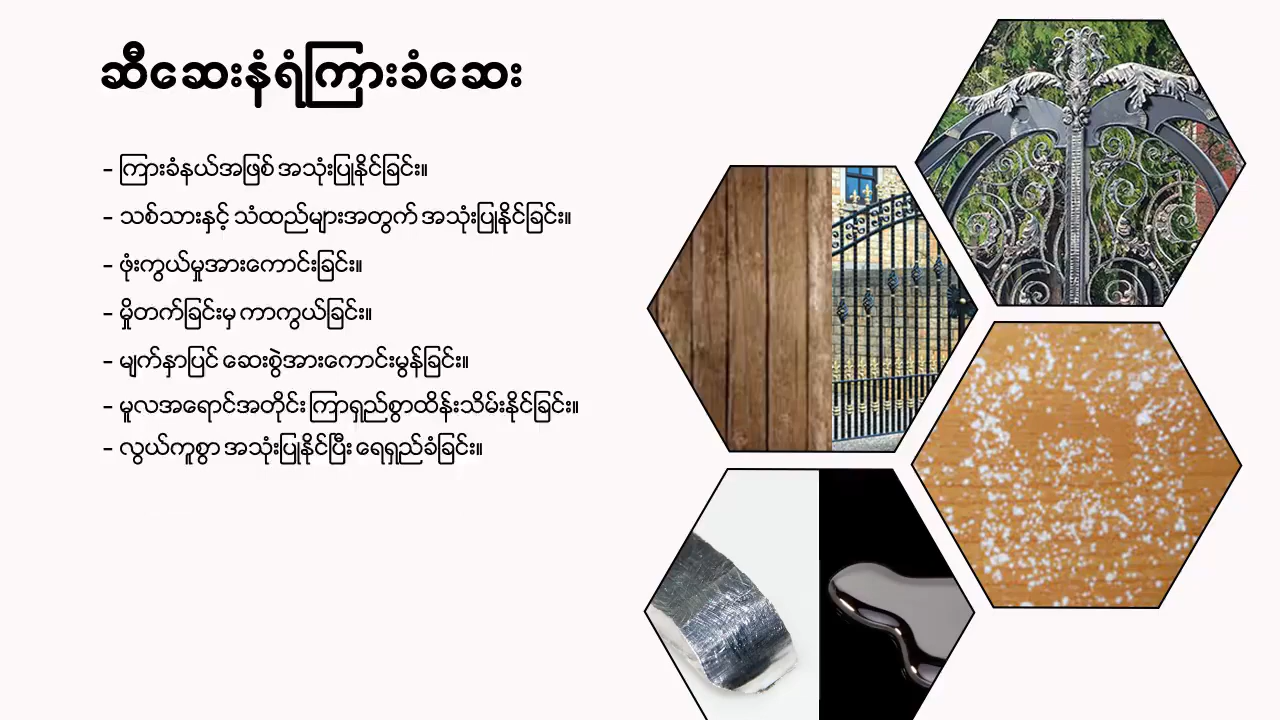 ဆီဆေးနံရံကြားခံဆေး
- ကြားခံနယ်အဖြစ် အသုံးပြုနိုင်ခြင်း။
- သစ်သားနှင့် သံထည်များအတွက် အသုံးပြုနိုင်ခြင်း။
- ဖုံးကွယ်မှုအားကောင်းခြင်း။
- မှိုတက်ခြင်းမှ ကာကွယ်ခြင်း။
- မျက်နှာပြင် ဆေးစွဲအားကောင်းမွန်ခြင်း။
- မူလအရောင်အတိုင်း ကြာရှည်စွာထိန်းသိမ်းနိုင်ခြင်း။
- လွယ်ကူစွာ အသုံးပြုနိုင်ပြီး ရေရှည်ခံခြင်း။